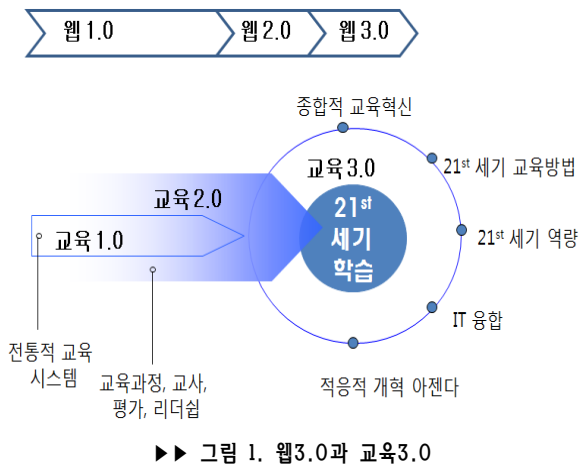 웹1.0
웹2.0
웹3.0
종합적 교육혁신
교육3.0
21st 세기 교육방법
교육2.0
21st
세기
학습
교육1.0
21st 세기 역량
IT 융합
전통적 교육
시스템
교육과정, 교사,
평가, 리더쉽
적응적 개혁 아젠다
▶▶ 그림 1. 웹3.0과 교육3.0